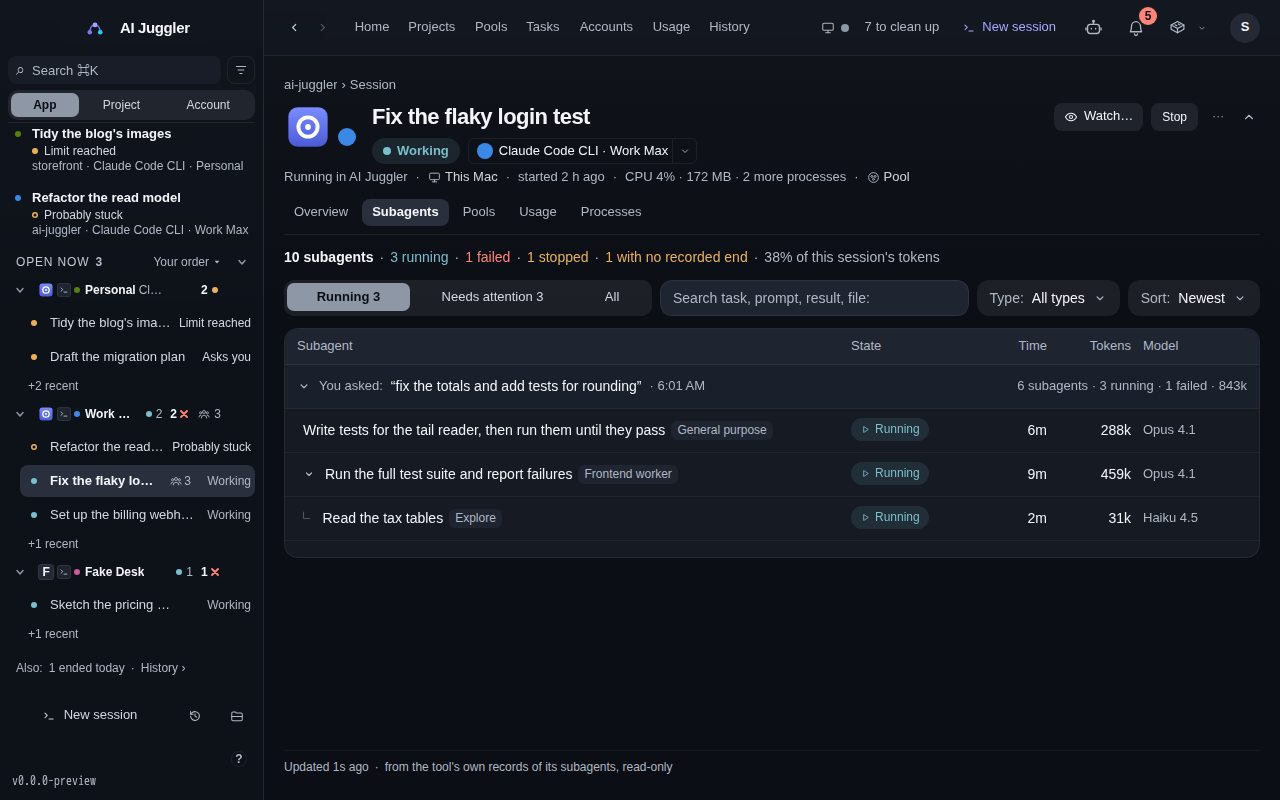 AI Juggler
Search ⌘K
App Project Account
Tidy the blog's images
Limit reached
storefront · Claude Code CLI · Personal
Refactor the read model
Probably stuck
ai-juggler · Claude Code CLI · Work Max
OPEN NOW 3 Your order
Personal Cl… 2
Tidy the blog's ima… Limit reached
Draft the migration plan Asks you
+2 recent
Work … 2 2 3
Refactor the read… Probably stuck
Fix the flaky lo… 3 Working
Set up the billing webh… Working
+1 recent
F Fake Desk 1 1
Sketch the pricing … Working
+1 recent
Also: 1 ended today · History ›
New session
?
v0.0.0-preview
Home Projects Pools Tasks Accounts Usage History 7 to clean up New session 5 S
ai-juggler › Session
Fix the flaky login test
Watch… Stop ···
Working Claude Code CLI · Work Max
Running in AI Juggler · This Mac · started 2 h ago · CPU 4% · 172 MB · 2 more processes · Pool
Overview Subagents Pools Usage Processes
10 subagents · 3 running · 1 failed · 1 stopped · 1 with no recorded end · 38% of this session's tokens
Running 3 Needs attention 3 All Search task, prompt, result, file: Type: All types Sort: Newest
Subagent State Time Tokens Model
You asked: “fix the totals and add tests for rounding” · 6:01 AM 6 subagents · 3 running · 1 failed · 843k
Write tests for the tail reader, then run them until they pass General purpose Running 6m 288k Opus 4.1
Run the full test suite and report failures Frontend worker Running 9m 459k Opus 4.1
Read the tax tables Explore Running 2m 31k Haiku 4.5
Updated 1s ago · from the tool's own records of its subagents, read-only